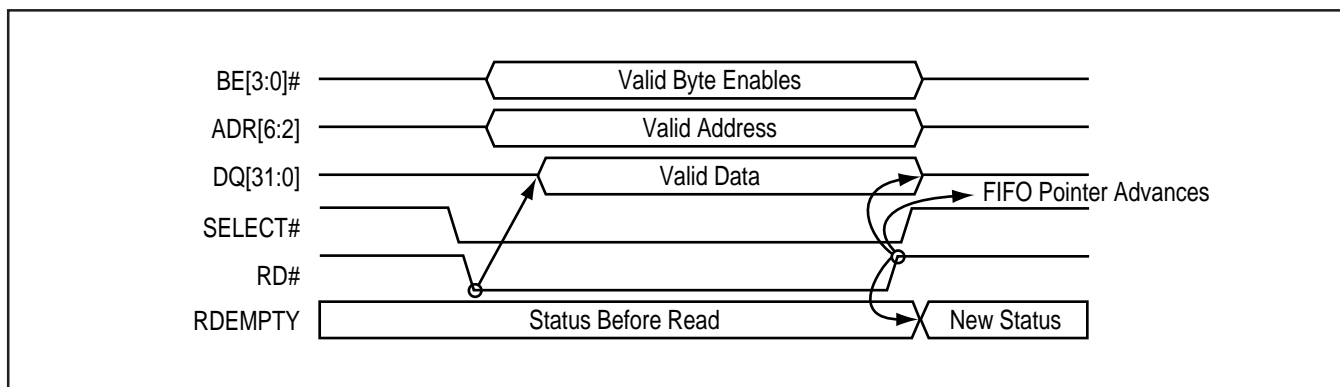 BE[3:0]# Valid Byte Enables
ADR[6:2] Valid Address
DQ[31:0] Valid Data
FIFO Pointer Advances
SELECT#
RD#
RDEMPTY Status Before Read New Status